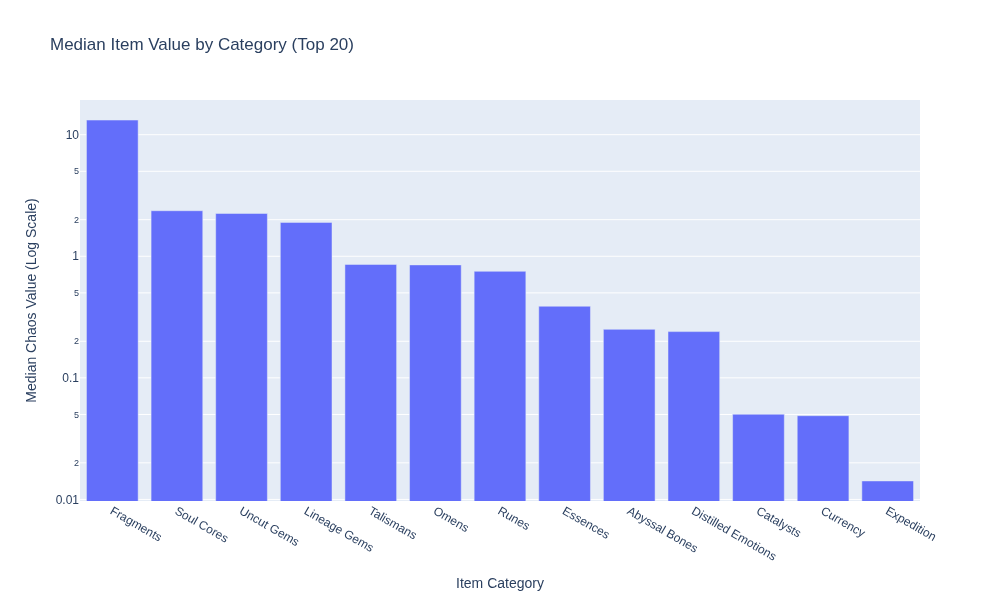 Median Item Value by Category (Top 20)
Median Chaos Value (Log Scale)
10
5
2
1
5
2
0.1
5
2
0.01
Fragments
Soul Cores
Uncut Gems
Lineage Gems
Talismans
Omens
Runes
Essences
Abyssal Bones
Distilled Emotions
Catalysts
Currency
Expedition
Item Category